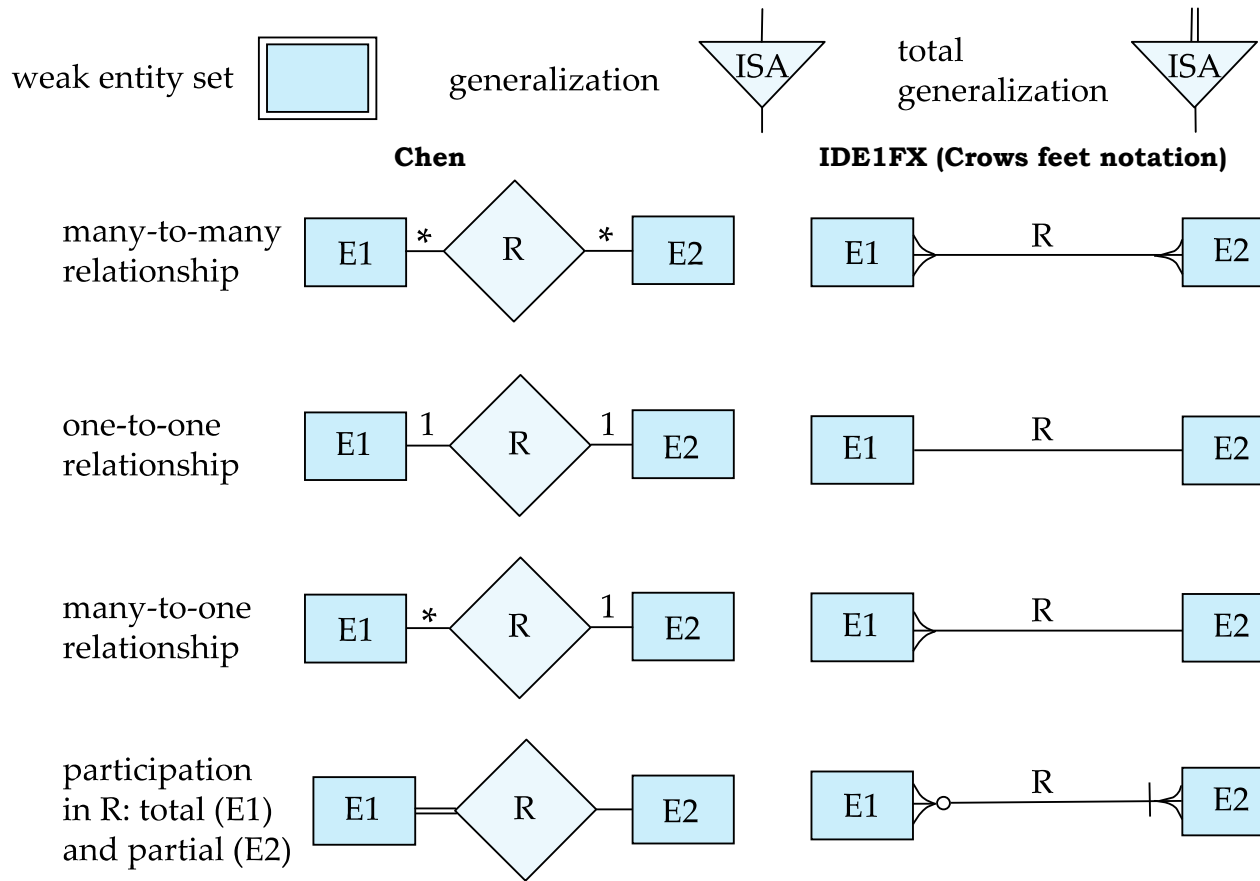 weak entity set
generalization
ISA
total
generalization
ISA
Chen
IDE1FX (Crows feet notation)
many-to-many
relationship
E1 * R * E2
E1 R E2
one-to-one
relationship
E1 1 R 1 E2
E1 R E2
many-to-one
relationship
E1 * R 1 E2
E1 R E2
participation
in R: total (E1)
and partial (E2)
E1 R E2
E1 R E2